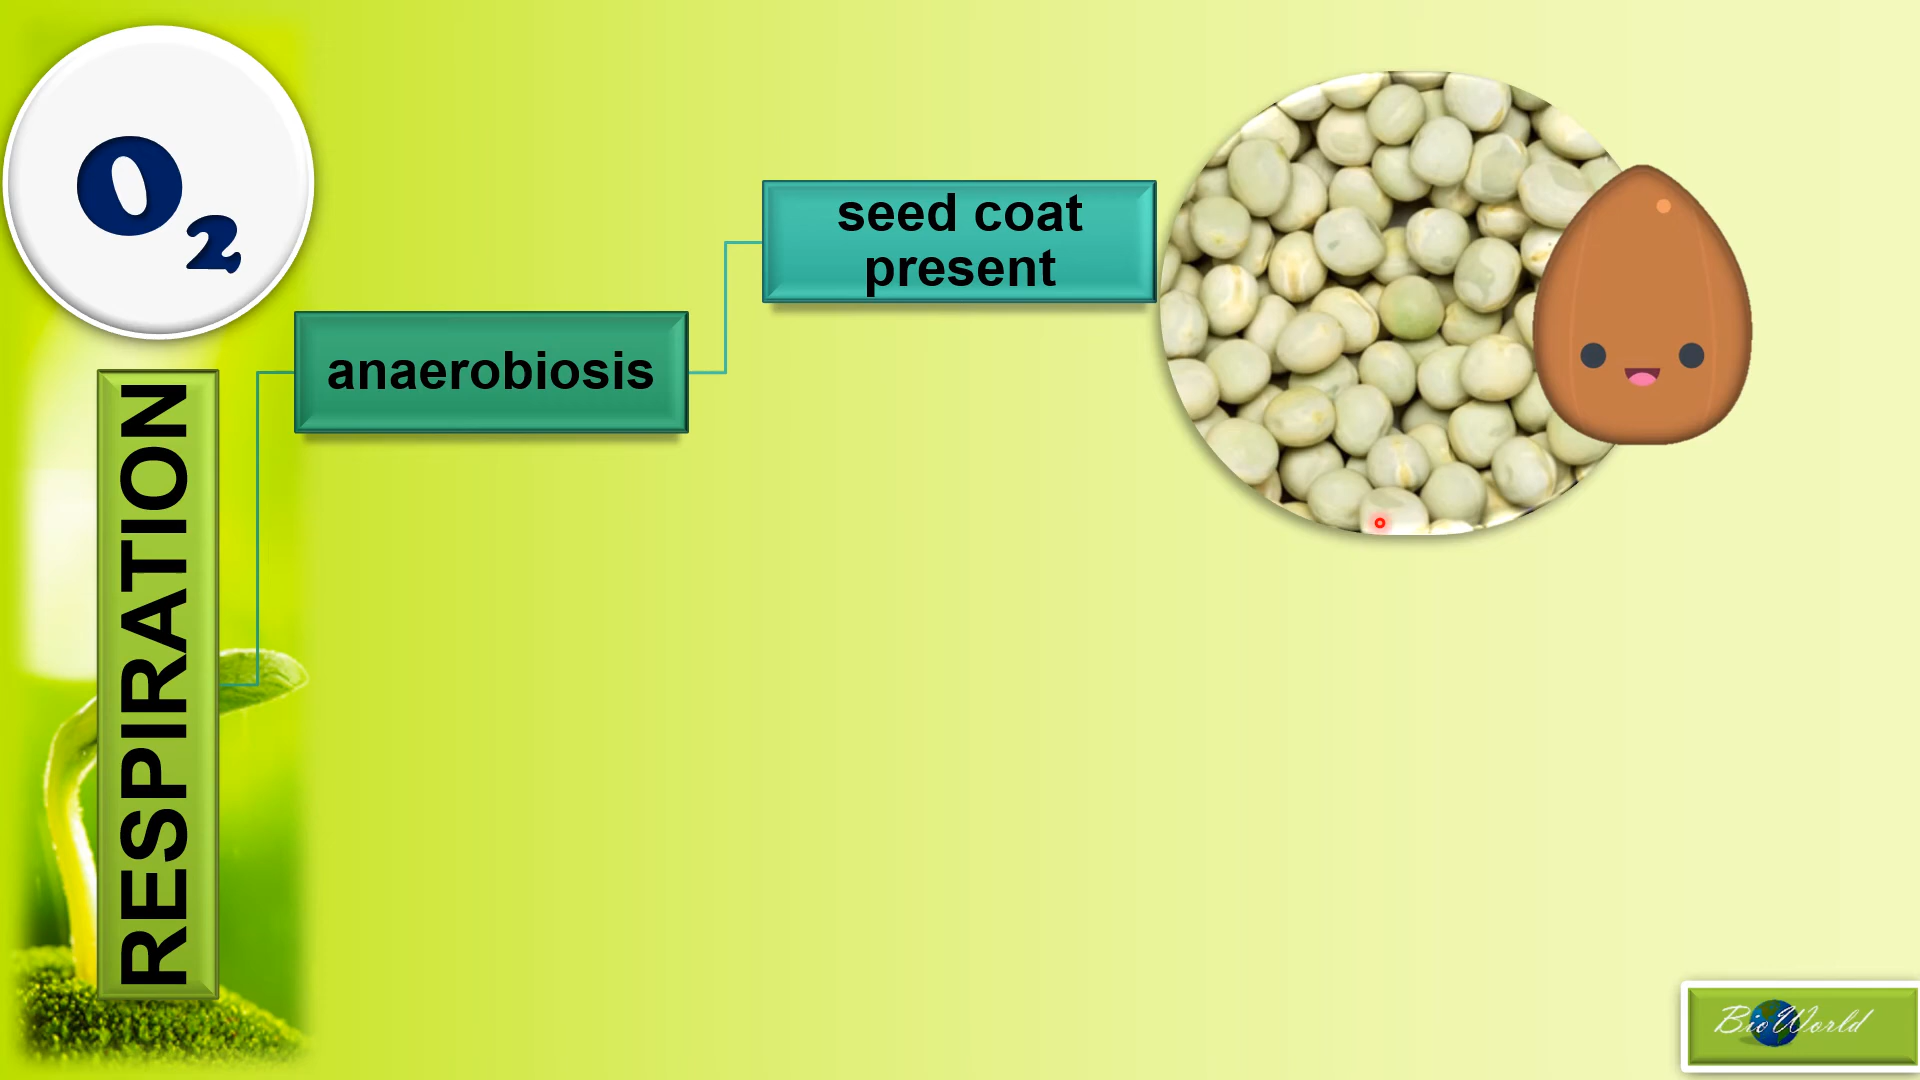 O₂
RESPIRATION
anaerobiosis
seed coat
present
BioWorld